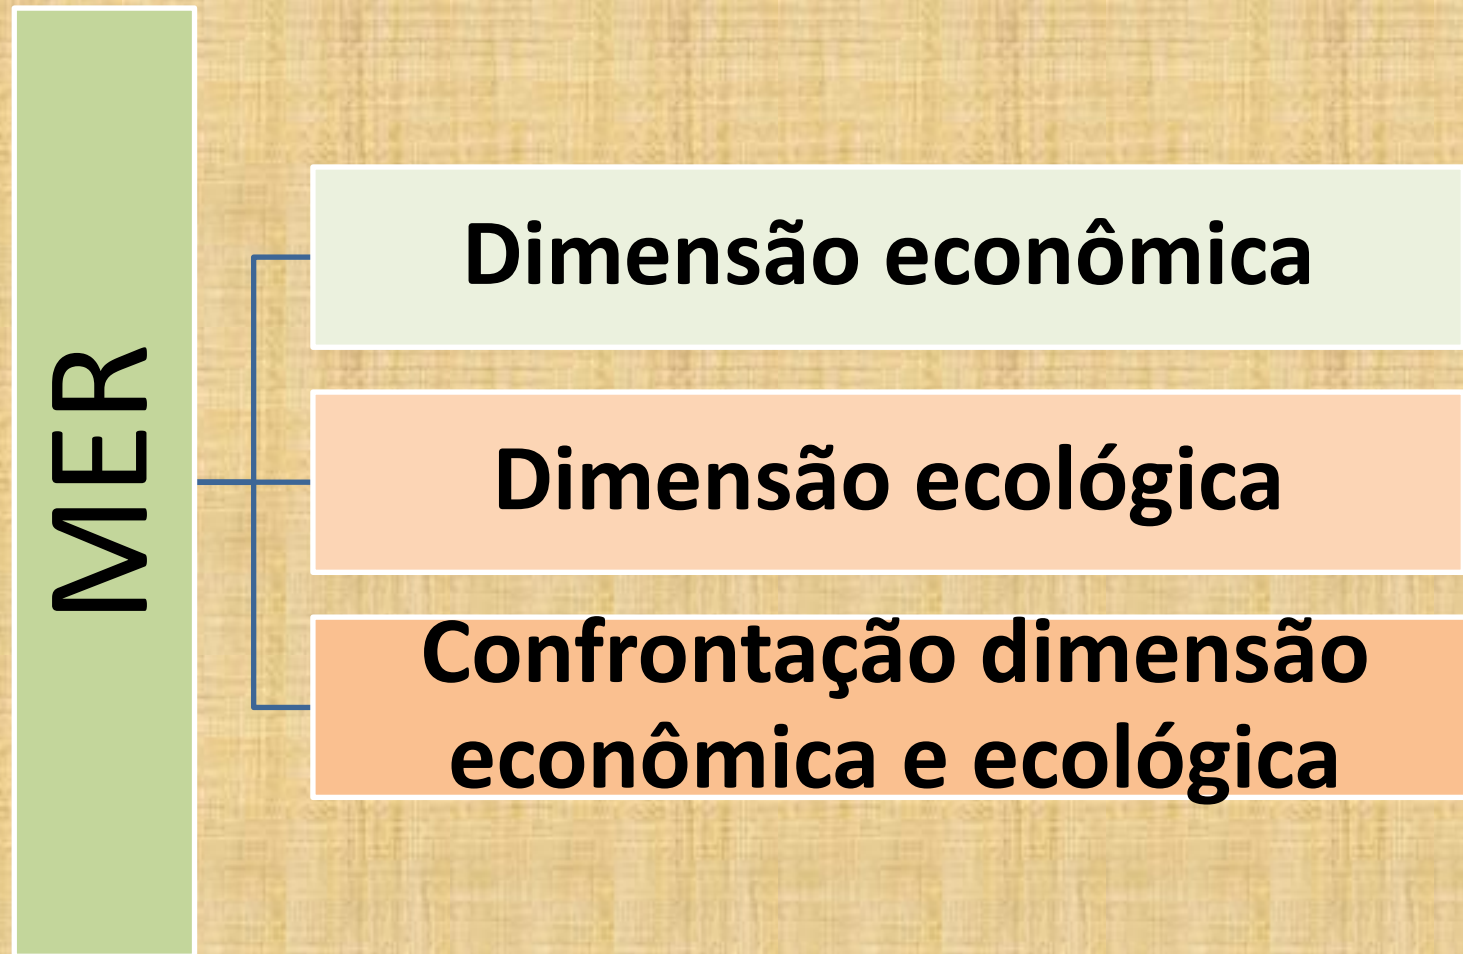 MER
Dimensão econômica
Dimensão ecológica
Confrontação dimensão
econômica e ecológica